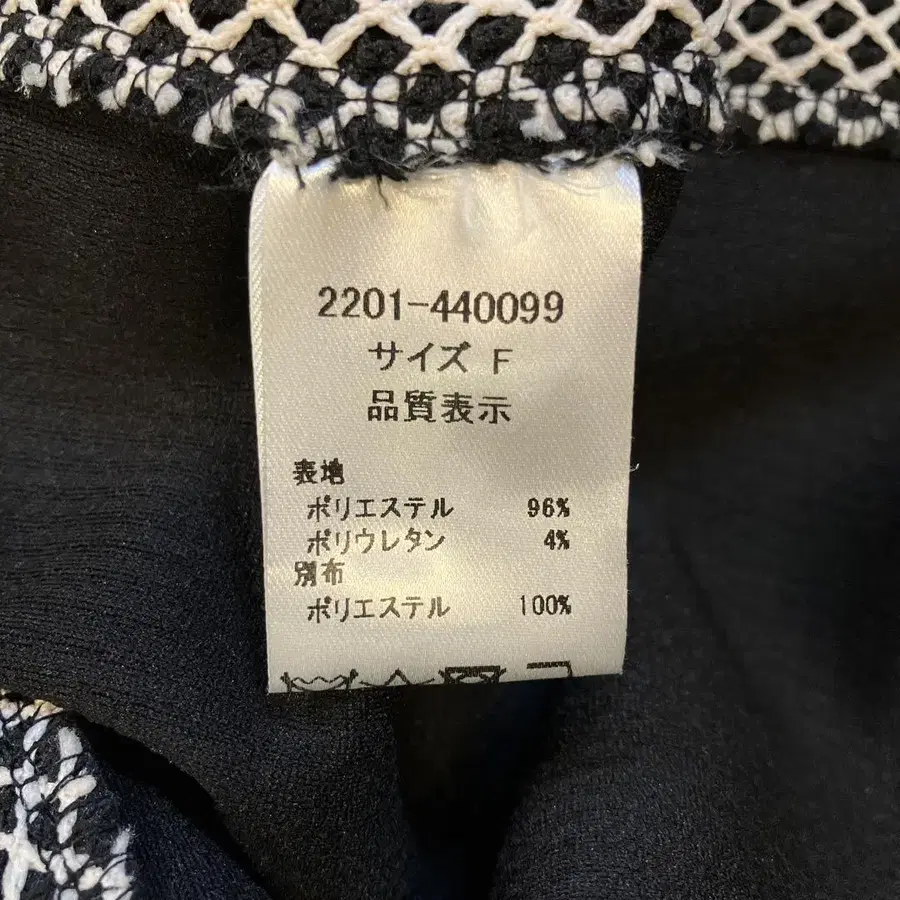 2201-440099
サイズ F
品質表示
表地
ポリエステル 96%
ポリウレタン 4%
別布
ポリエステル 100%